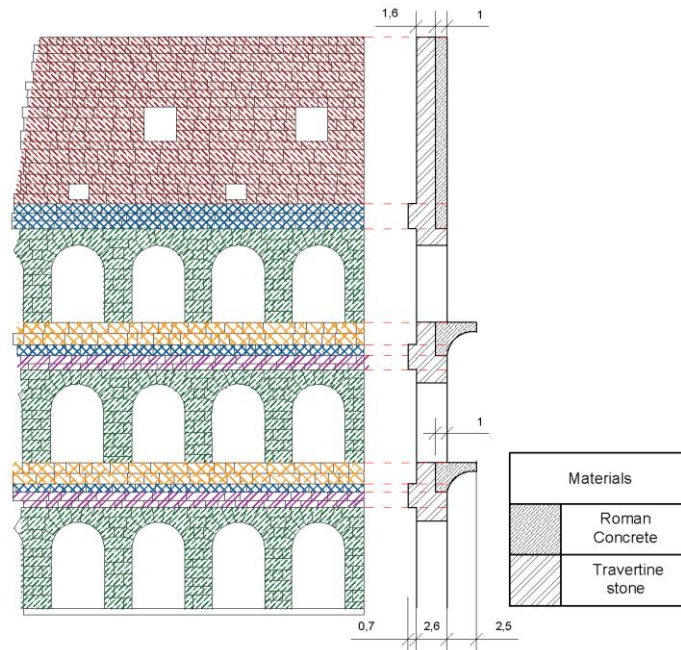 1,6
1
1
Materials
Roman
Concrete
Travertine
stone
0,7
2,6
2,5